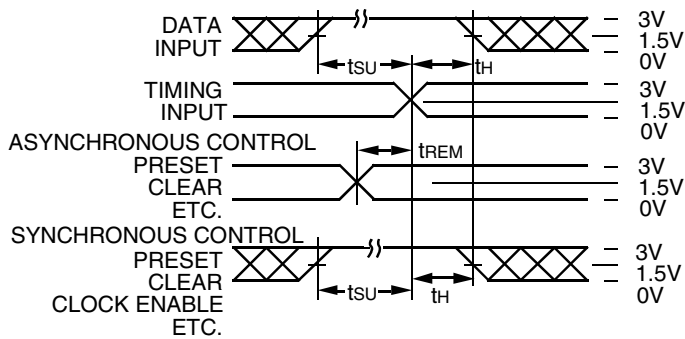 DATA
INPUT
tSU
tH
3V
1.5V
0V
TIMING
INPUT
3V
1.5V
0V
ASYNCHRONOUS CONTROL
PRESET
CLEAR
ETC.
tREM
3V
1.5V
0V
SYNCHRONOUS CONTROL
PRESET
CLEAR
CLOCK ENABLE
ETC.
tSU
tH
3V
1.5V
0V